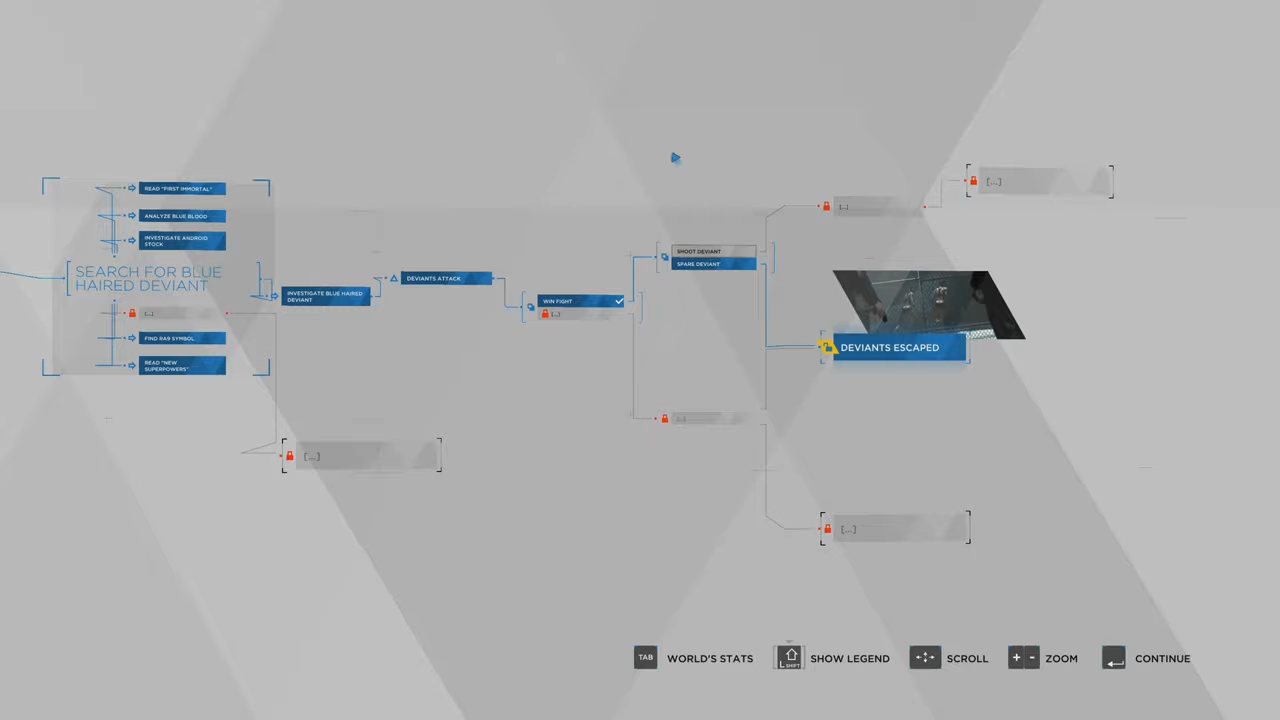 READ "FIRST IMMORTAL"
ANALYZE BLUE BLOOD
INVESTIGATE ANDROID
STOCK
SEARCH FOR BLUE
HAIRED DEVIANT
[...]
FIND RA9 SYMBOL
READ "NEW
SUPERPOWERS"
[...]
INVESTIGATE BLUE HAIRED
DEVIANT
DEVIANTS ATTACK
WIN FIGHT
[...]
SHOOT DEVIANT
SPARE DEVIANT
[...]
[...]
[...]
DEVIANTS ESCAPED
[...]
TAB WORLD'S STATS
L SHIFT SHOW LEGEND
SCROLL
+ - ZOOM
CONTINUE